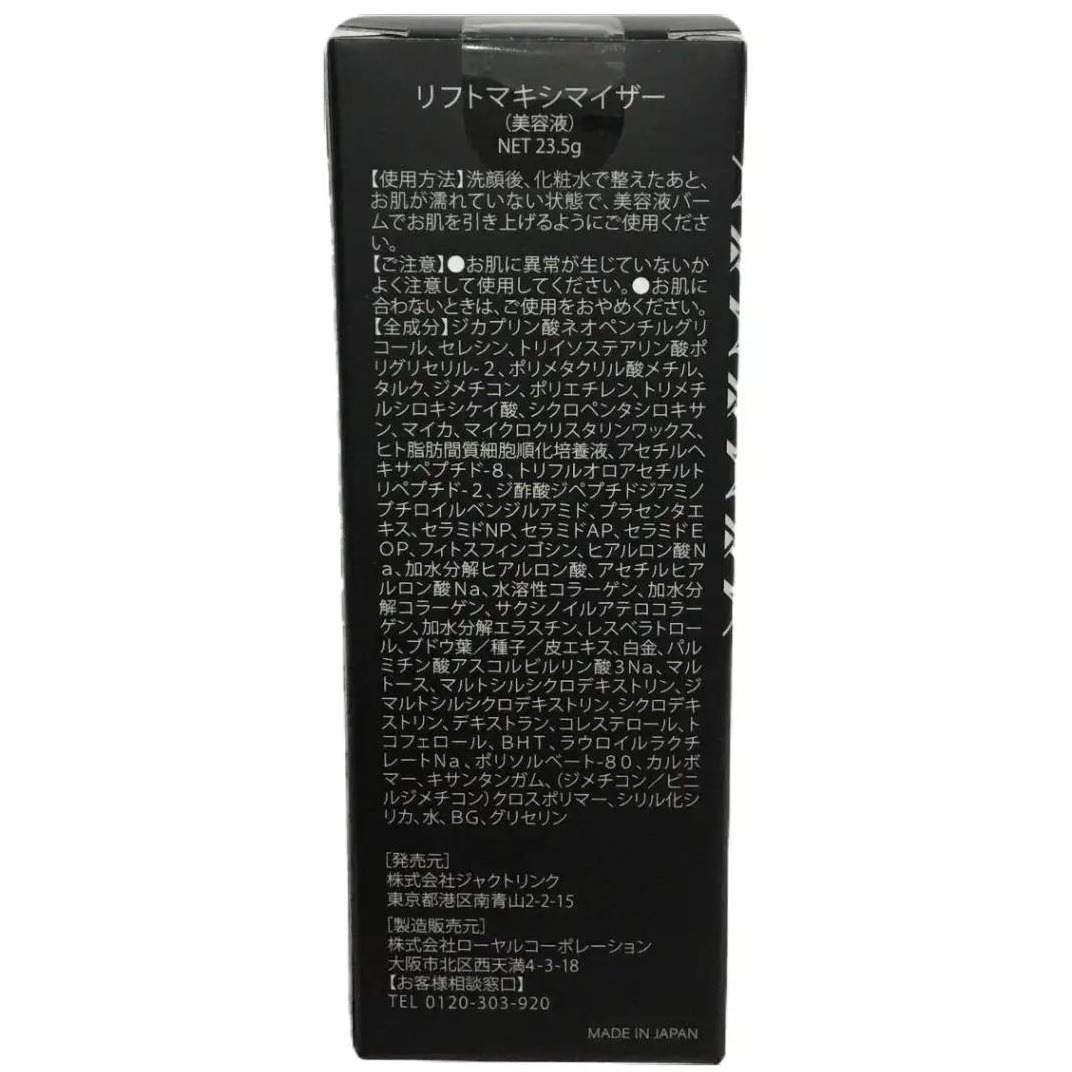 リフトマキシマイザー
（美容液）
NET 23.5g
【使用方法】洗顔後、化粧水で整えたあと、
お肌が濡れていない状態で、美容液バー
ムでお肌を引き上げるようにご使用くださ
い。
【ご注意】●お肌に異常が生じていないか
よく注意して使用してください。●お肌に
合わないときは、ご使用をおやめください。
【全成分】ジカプリン酸ネオペンチルグリ
コール、セレシン、トリイソステアリン酸ポ
リグリセリル-２、ポリメタクリル酸メチル、
タルク、ジメチコン、ポリエチレン、トリメチ
ルシロキシケイ酸、シクロペンタシロキサ
ン、マイカ、マイクロクリスタリンワックス、
ヒト脂肪間質細胞順化培養液、アセチルヘ
キサペプチド-８、トリフルオロアセチルト
リペプチド-２、ジ酢酸ジペプチドジアミノ
ブチロイルベンジルアミド、プラセンタエ
キス、セラミドNP、セラミドAP、セラミドE
OP、フィトスフィンゴシン、ヒアルロン酸N
a、加水分解ヒアルロン酸、アセチルヒア
ルロン酸Na、水溶性コラーゲン、加水分
解コラーゲン、サクシノイルアテロコラー
ゲン、加水分解エラスチン、レスベラトロー
ル、ブドウ葉／種子／皮エキス、白金、パル
ミチン酸アスコルビルリン酸3Na、マル
トース、マルトシルシクロデキストリン、ジ
マルトシルシクロデキストリン、シクロデキ
ストリン、デキストラン、コレステロール、ト
コフェロール、BHT、ラウロイルラクチ
レートNa、ポリソルベート-80、カルボ
マー、キサンタンガム、（ジメチコン／ビニ
ルジメチコン）クロスポリマー、シリル化シ
リカ、水、BG、グリセリン
［発売元］
株式会社ジャクトリンク
東京都港区南青山2-2-15
［製造販売元］
株式会社ローヤルコーポレーション
大阪市北区西天満4-3-18
【お客様相談窓口】
TEL 0120-303-920
MADE IN JAPAN